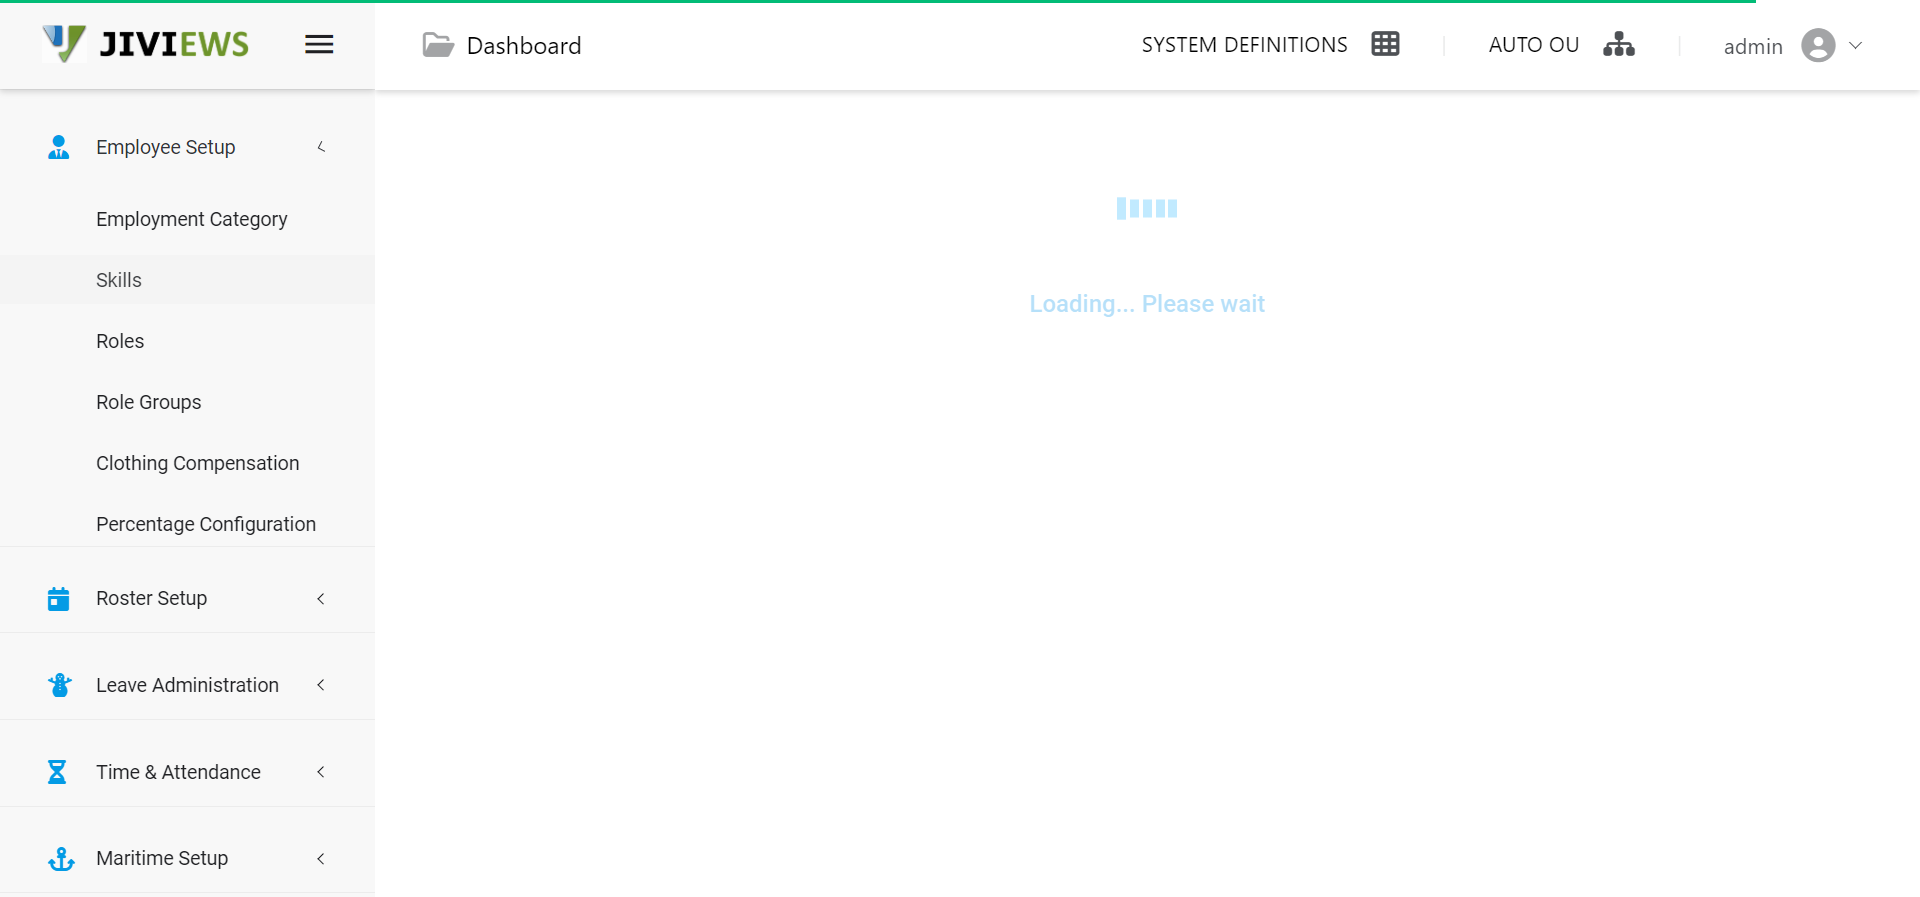 JIVIEWS
Dashboard
SYSTEM DEFINITIONS
AUTO OU
admin
Employee Setup
Employment Category
Skills
Roles
Role Groups
Clothing Compensation
Percentage Configuration
Roster Setup
Leave Administration
Time & Attendance
Maritime Setup
Loading... Please wait